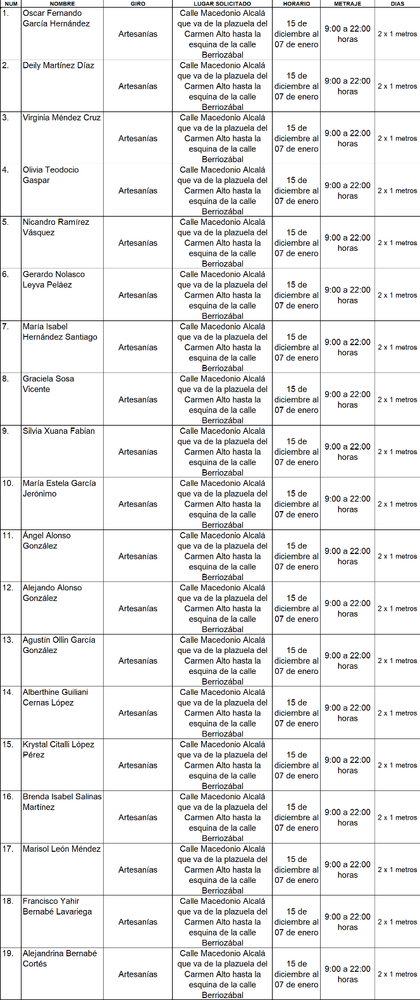 NUM NOMBRE GIRO LUGAR SOLICITADO HORARIO METRAJE DIAS
1. Oscar Fernando García Hernández Artesanías Calle Macedonio Alcalá que va de la plazuela del Carmen Alto hasta la esquina de la calle Berriozábal 15 de diciembre al 07 de enero 9:00 a 22:00 horas 2 x 1 metros
2. Deily Martínez Díaz Artesanías Calle Macedonio Alcalá que va de la plazuela del Carmen Alto hasta la esquina de la calle Berriozábal 15 de diciembre al 07 de enero 9:00 a 22:00 horas 2 x 1 metros
3. Virginia Méndez Cruz Artesanías Calle Macedonio Alcalá que va de la plazuela del Carmen Alto hasta la esquina de la calle Berriozábal 15 de diciembre al 07 de enero 9:00 a 22:00 horas 2 x 1 metros
4. Olivia Teodocio Gaspar Artesanías Calle Macedonio Alcalá que va de la plazuela del Carmen Alto hasta la esquina de la calle Berriozábal 15 de diciembre al 07 de enero 9:00 a 22:00 horas 2 x 1 metros
5. Nicandro Ramírez Vásquez Artesanías Calle Macedonio Alcalá que va de la plazuela del Carmen Alto hasta la esquina de la calle Berriozábal 15 de diciembre al 07 de enero 9:00 a 22:00 horas 2 x 1 metros
6. Gerardo Nolasco Leyva Peláez Artesanías Calle Macedonio Alcalá que va de la plazuela del Carmen Alto hasta la esquina de la calle Berriozábal 15 de diciembre al 07 de enero 9:00 a 22:00 horas 2 x 1 metros
7. María Isabel Hernández Santiago Artesanías Calle Macedonio Alcalá que va de la plazuela del Carmen Alto hasta la esquina de la calle Berriozábal 15 de diciembre al 07 de enero 9:00 a 22:00 horas 2 x 1 metros
8. Graciela Sosa Vicente Artesanías Calle Macedonio Alcalá que va de la plazuela del Carmen Alto hasta la esquina de la calle Berriozábal 15 de diciembre al 07 de enero 9:00 a 22:00 horas 2 x 1 metros
9. Silvia Xuana Fabian Artesanías Calle Macedonio Alcalá que va de la plazuela del Carmen Alto hasta la esquina de la calle Berriozábal 15 de diciembre al 07 de enero 9:00 a 22:00 horas 2 x 1 metros
10. María Estela García Jerónimo Artesanías Calle Macedonio Alcalá que va de la plazuela del Carmen Alto hasta la esquina de la calle Berriozábal 15 de diciembre al 07 de enero 9:00 a 22:00 horas 2 x 1 metros
11. Ángel Alonso González Artesanías Calle Macedonio Alcalá que va de la plazuela del Carmen Alto hasta la esquina de la calle Berriozábal 15 de diciembre al 07 de enero 9:00 a 22:00 horas 2 x 1 metros
12. Alejando Alonso González Artesanías Calle Macedonio Alcalá que va de la plazuela del Carmen Alto hasta la esquina de la calle Berriozábal 15 de diciembre al 07 de enero 9:00 a 22:00 horas 2 x 1 metros
13. Agustín Ollin García González Artesanías Calle Macedonio Alcalá que va de la plazuela del Carmen Alto hasta la esquina de la calle Berriozábal 15 de diciembre al 07 de enero 9:00 a 22:00 horas 2 x 1 metros
14. Alberthine Guiliani Cernas López Artesanías Calle Macedonio Alcalá que va de la plazuela del Carmen Alto hasta la esquina de la calle Berriozábal 15 de diciembre al 07 de enero 9:00 a 22:00 horas 2 x 1 metros
15. Krystal Citalli López Pérez Artesanías Calle Macedonio Alcalá que va de la plazuela del Carmen Alto hasta la esquina de la calle Berriozábal 15 de diciembre al 07 de enero 9:00 a 22:00 horas 2 x 1 metros
16. Brenda Isabel Salinas Martínez Artesanías Calle Macedonio Alcalá que va de la plazuela del Carmen Alto hasta la esquina de la calle Berriozábal 15 de diciembre al 07 de enero 9:00 a 22:00 horas 2 x 1 metros
17. Marisol León Méndez Artesanías Calle Macedonio Alcalá que va de la plazuela del Carmen Alto hasta la esquina de la calle Berriozábal 15 de diciembre al 07 de enero 9:00 a 22:00 horas 2 x 1 metros
18. Francisco Yahir Bernabé Lavariega Artesanías Calle Macedonio Alcalá que va de la plazuela del Carmen Alto hasta la esquina de la calle Berriozábal 15 de diciembre al 07 de enero 9:00 a 22:00 horas 2 x 1 metros
19. Alejandrina Bernabé Cortés Artesanías Calle Macedonio Alcalá que va de la plazuela del Carmen Alto hasta la esquina de la calle Berriozábal 15 de diciembre al 07 de enero 9:00 a 22:00 horas 2 x 1 metros